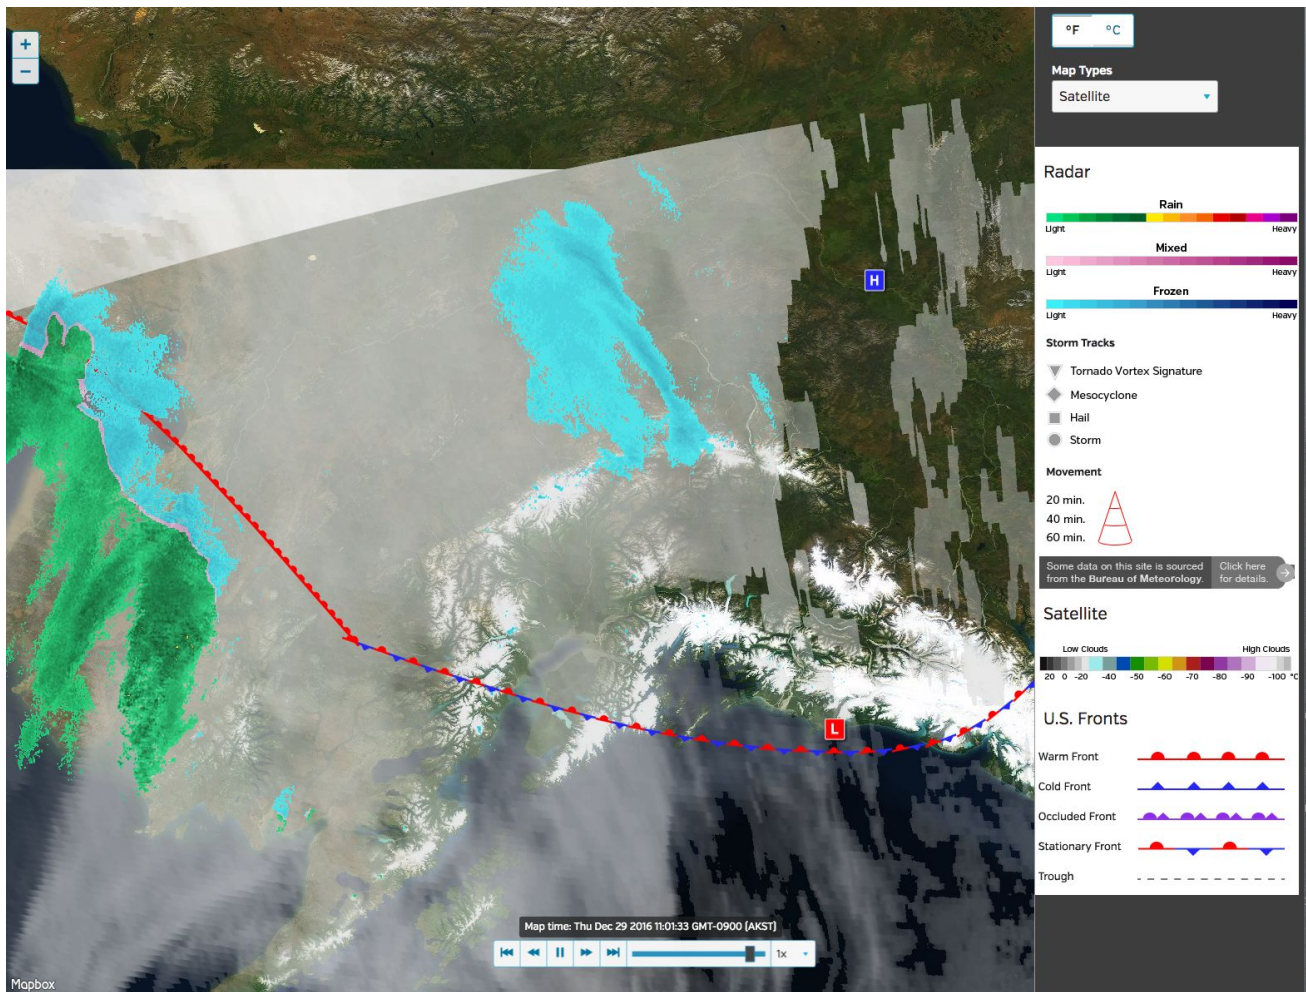 +
−
°F °C
Map Types
Satellite
Radar
Rain
Light Heavy
Mixed
Light Heavy
Frozen
Light Heavy
Storm Tracks
Tornado Vortex Signature
Mesocyclone
Hail
Storm
Movement
20 min.
40 min.
60 min.
Some data on this site is sourced
from the Bureau of Meteorology.
Click here
for details.
Satellite
Low Clouds High Clouds
20 0 -20 -40 -50 -60 -70 -80 -90 -100 °C
U.S. Fronts
Warm Front
Cold Front
Occluded Front
Stationary Front
Trough
H
L
Map time: Thu Dec 29 2016 11:01:33 GMT-0900 (AKST)
1x
Mapbox